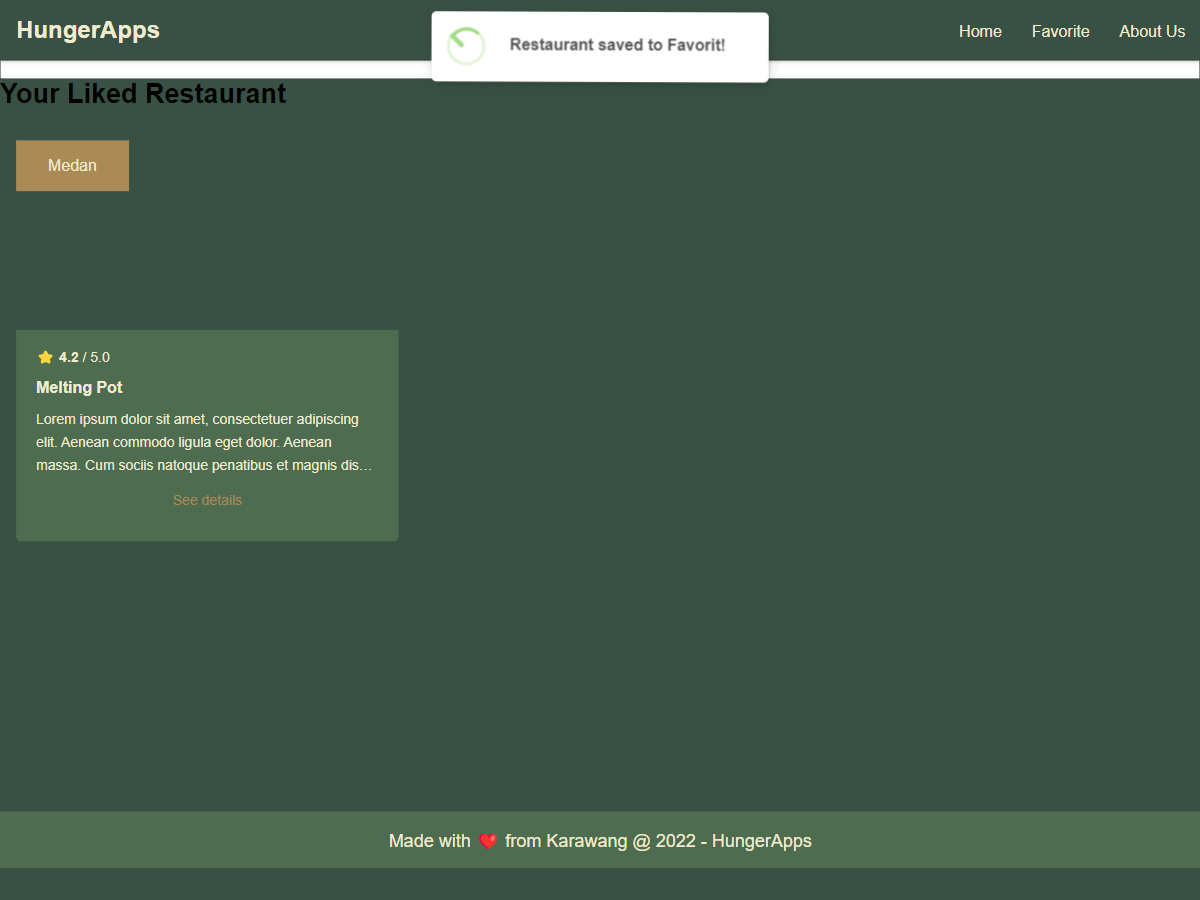 HungerApps
Restaurant saved to Favorit!
Home Favorite About Us
Your Liked Restaurant
Medan
4.2 / 5.0
Melting Pot
Lorem ipsum dolor sit amet, consectetuer adipiscing
elit. Aenean commodo ligula eget dolor. Aenean
massa. Cum sociis natoque penatibus et magnis dis…
See details
Made with ❤️ from Karawang @ 2022 - HungerApps